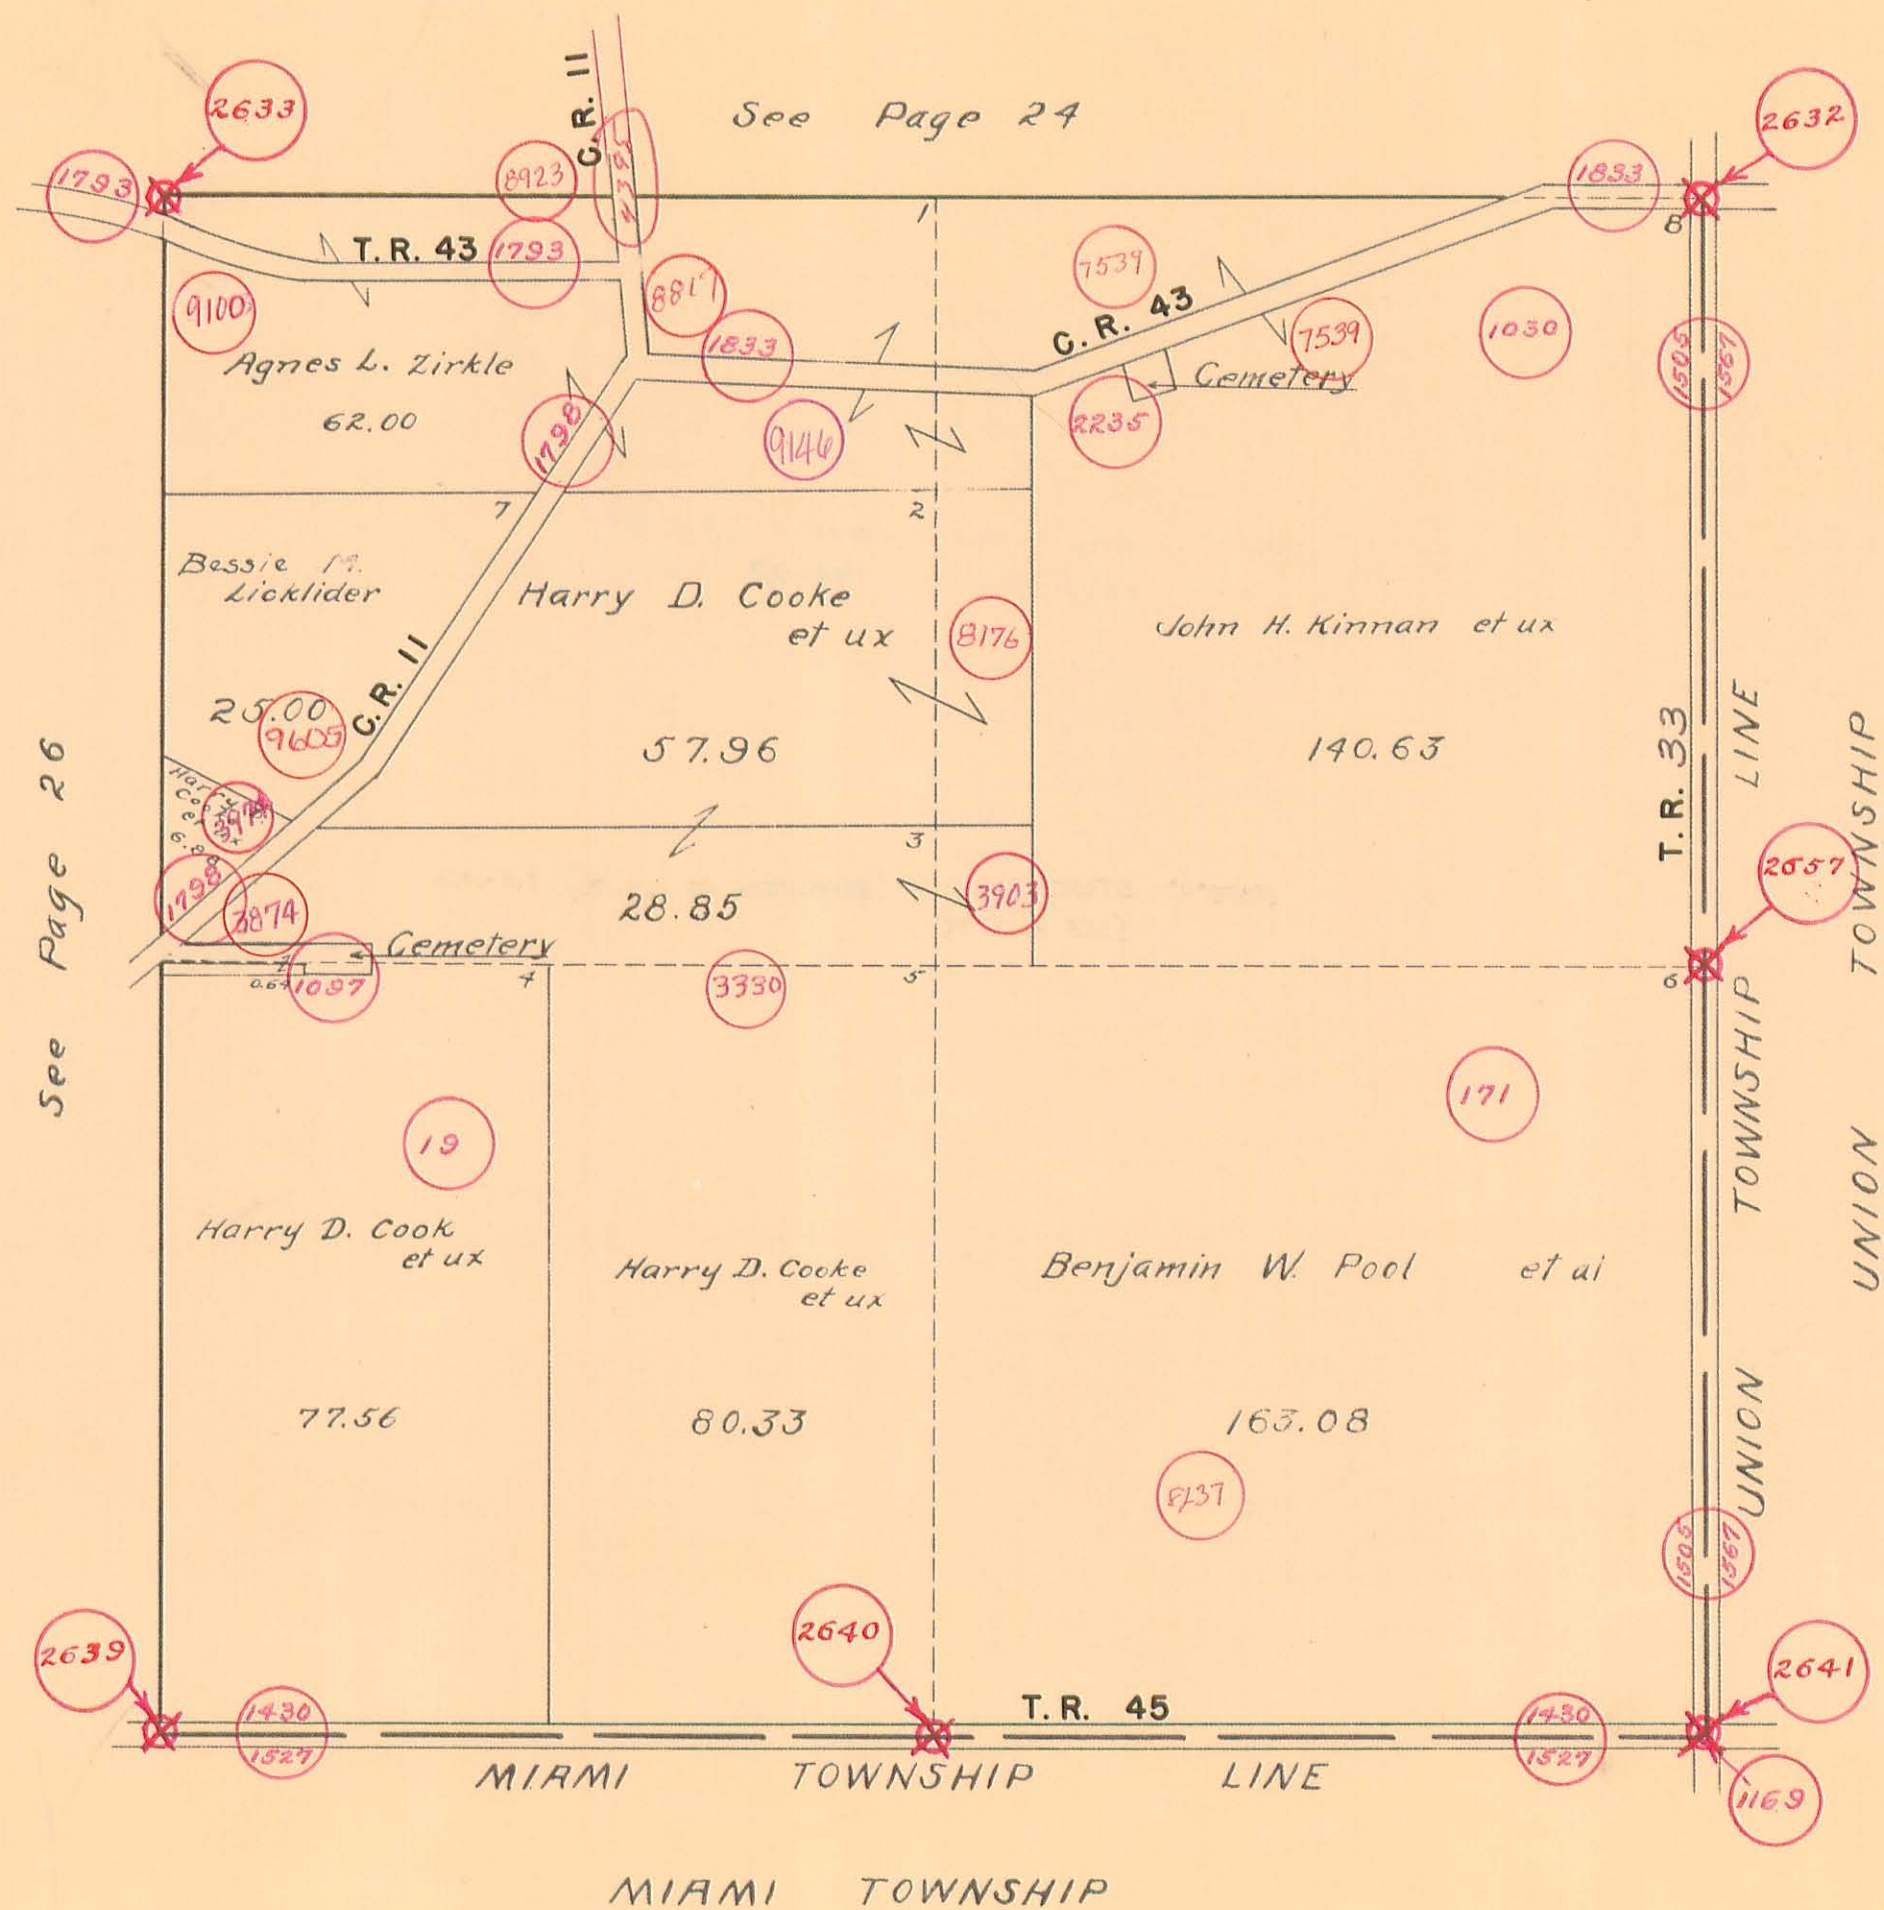 C. R. 11
See Page 24
2633
2632
1793
8923
1833
1
8
T. R. 43
1793
7539
9100
8817
C. R. 43
7539
1030
1505
1567
1833
Agnes L. Zirkle
62.00
Cemetery
1798
9146
2235
7
2
Bessie M.
Licklider
25.00
9605
C. R. 11
Harry D. Cooke
et ux
57.96
8176
John H. Kinnan et ux
140.63
T. R. 33
LINE
See Page 26
1798
3874
3
28.85
3903
2657
Cemetery
0.64
1097
4
3330
5
6
19
171
Harry D. Cook
et ux
77.56
Harry D. Cooke
et ux
80.33
Benjamin W. Pool et al
163.08
8237
UNION TOWNSHIP
UNION TOWNSHIP
1505
1567
2639
2640
2641
1430
1527
T. R. 45
1430
1527
1169
MIAMI TOWNSHIP LINE
MIAMI TOWNSHIP